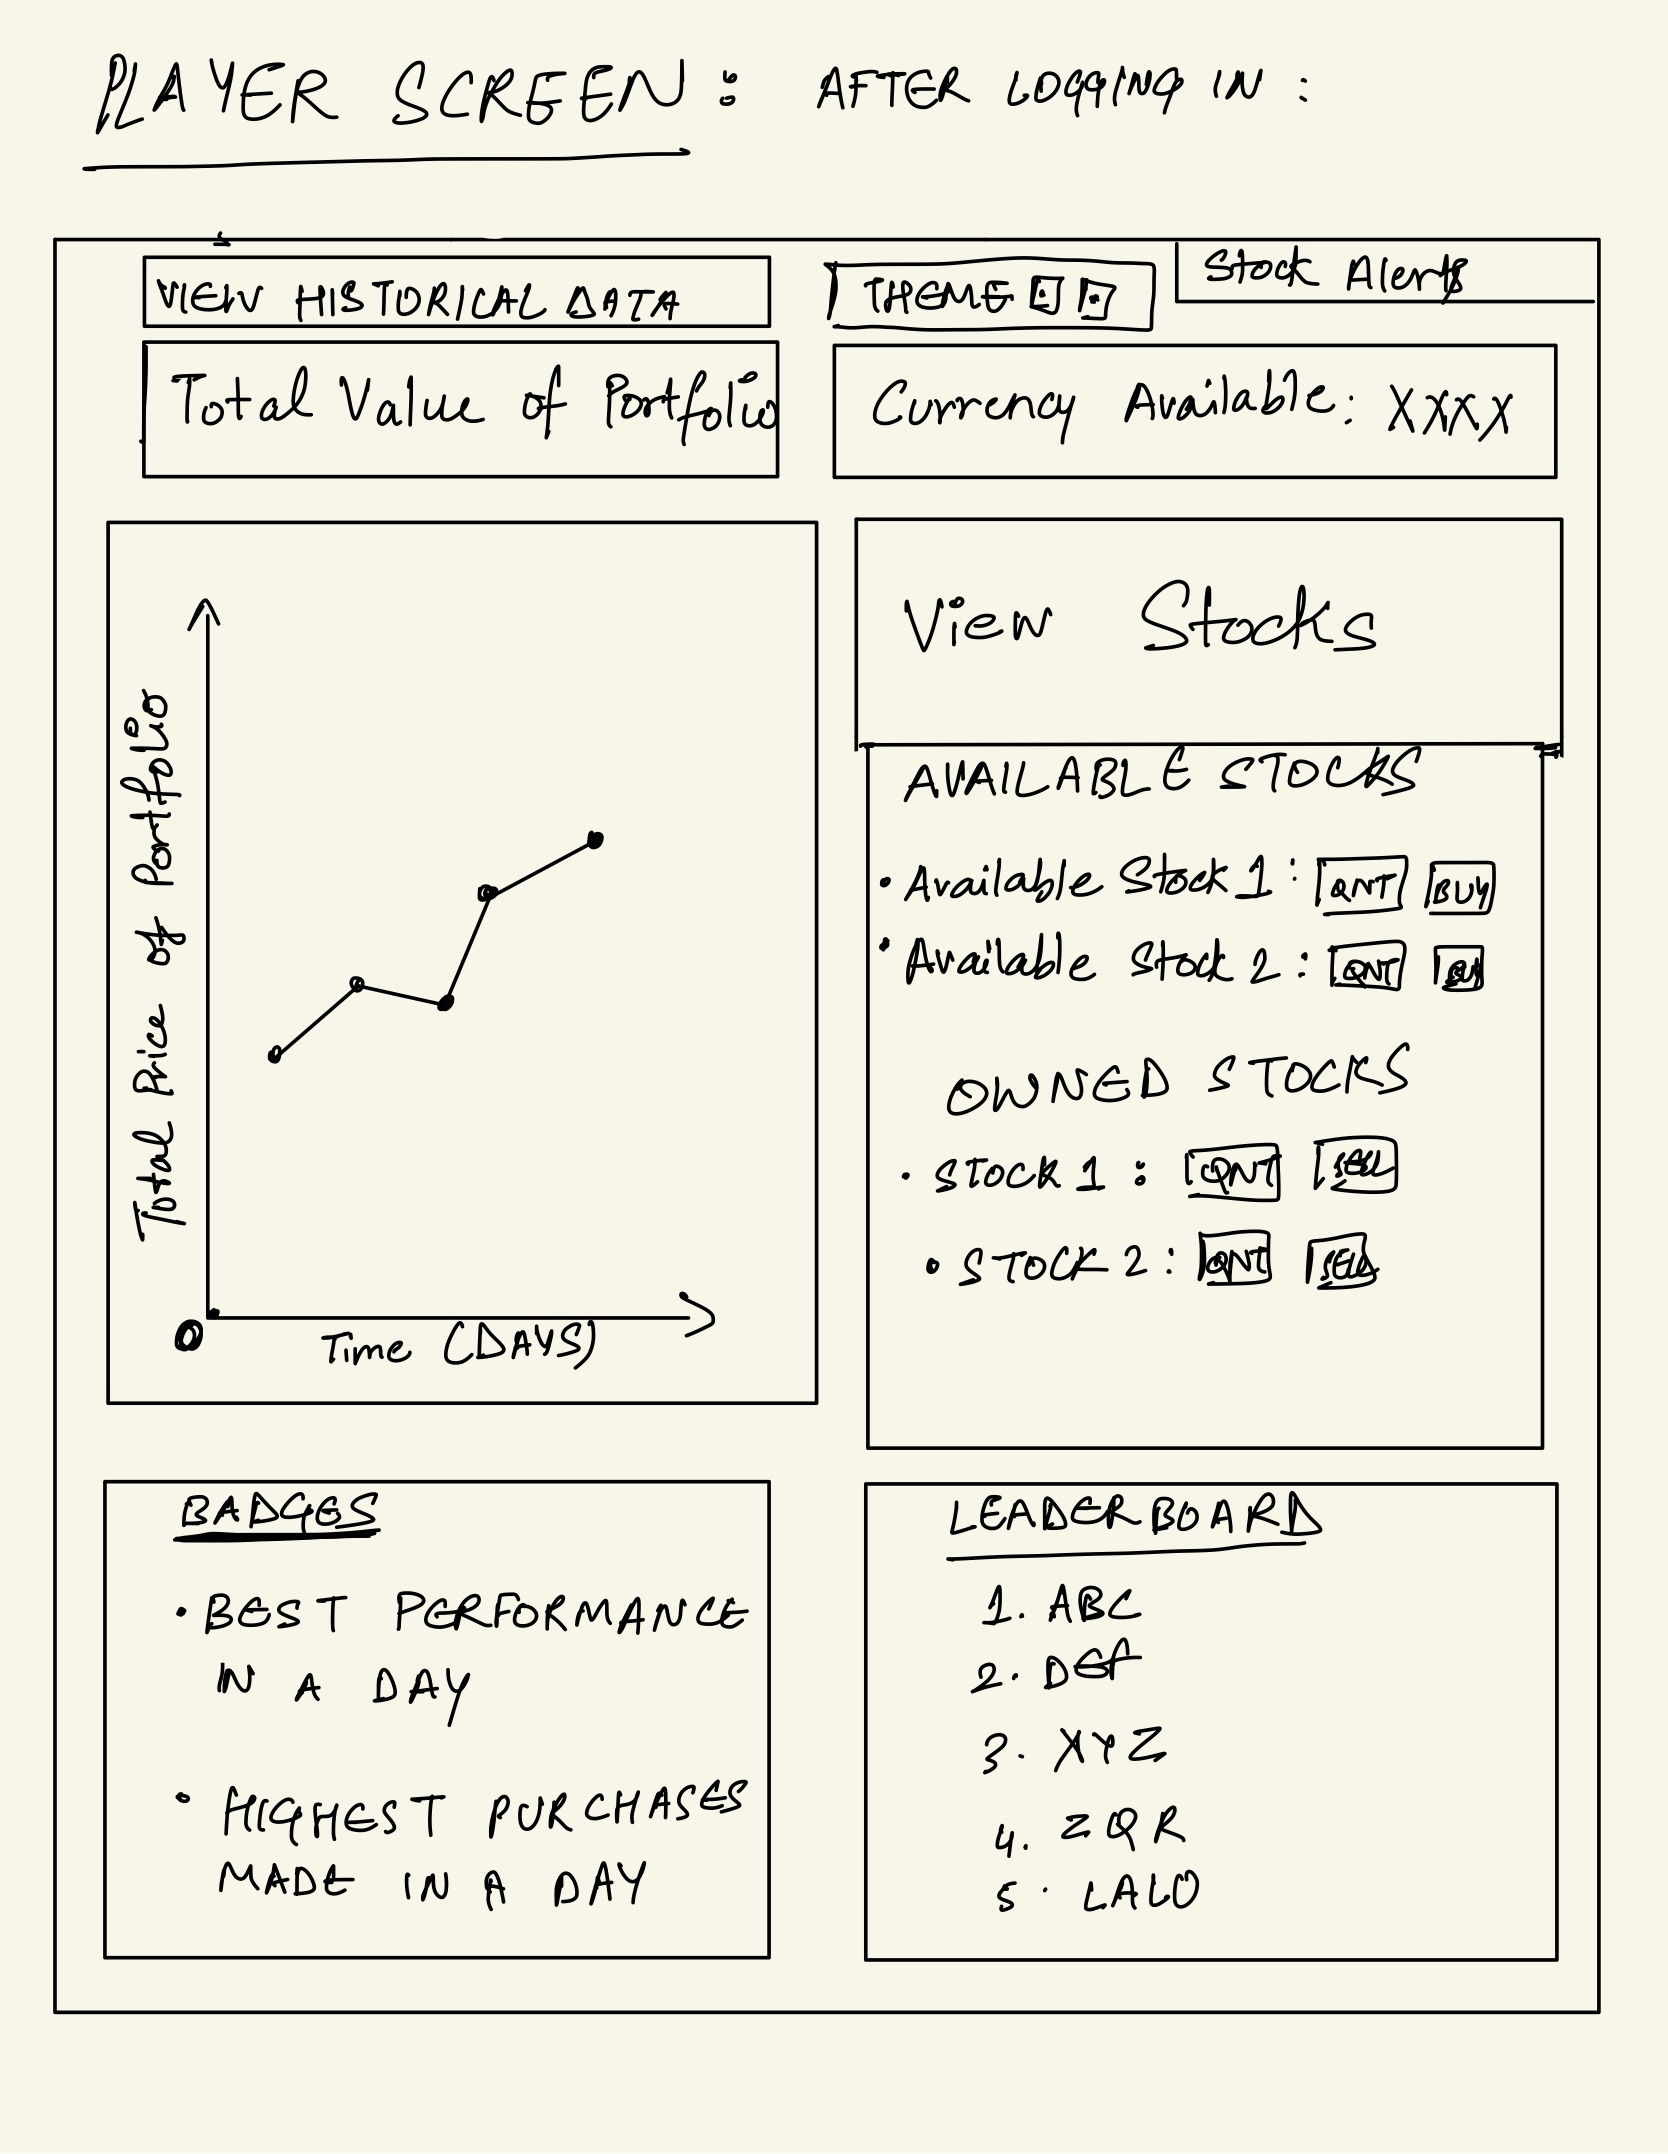 PLAYER SCREEN : AFTER LOGGING IN :
VIEW HISTORICAL DATA
THEME
Stock Alerts
Total Value of Portfolio
Currency Available: XXXX
Total Price of Portfolio
0
Time (DAYS)
View Stocks
AVAILABLE STOCKS
• Available Stock 1 : QNT BUY
• Available Stock 2 : QNT BUY
OWNED STOCKS
• STOCK 1 : QNT SELL
• STOCK 2 : QNT SELL
BADGES
• BEST PERFORMANCE
IN A DAY
• HIGHEST PURCHASES
MADE IN A DAY
LEADERBOARD
1. ABC
2. DEF
3. XYZ
4. ZQR
5. LALO